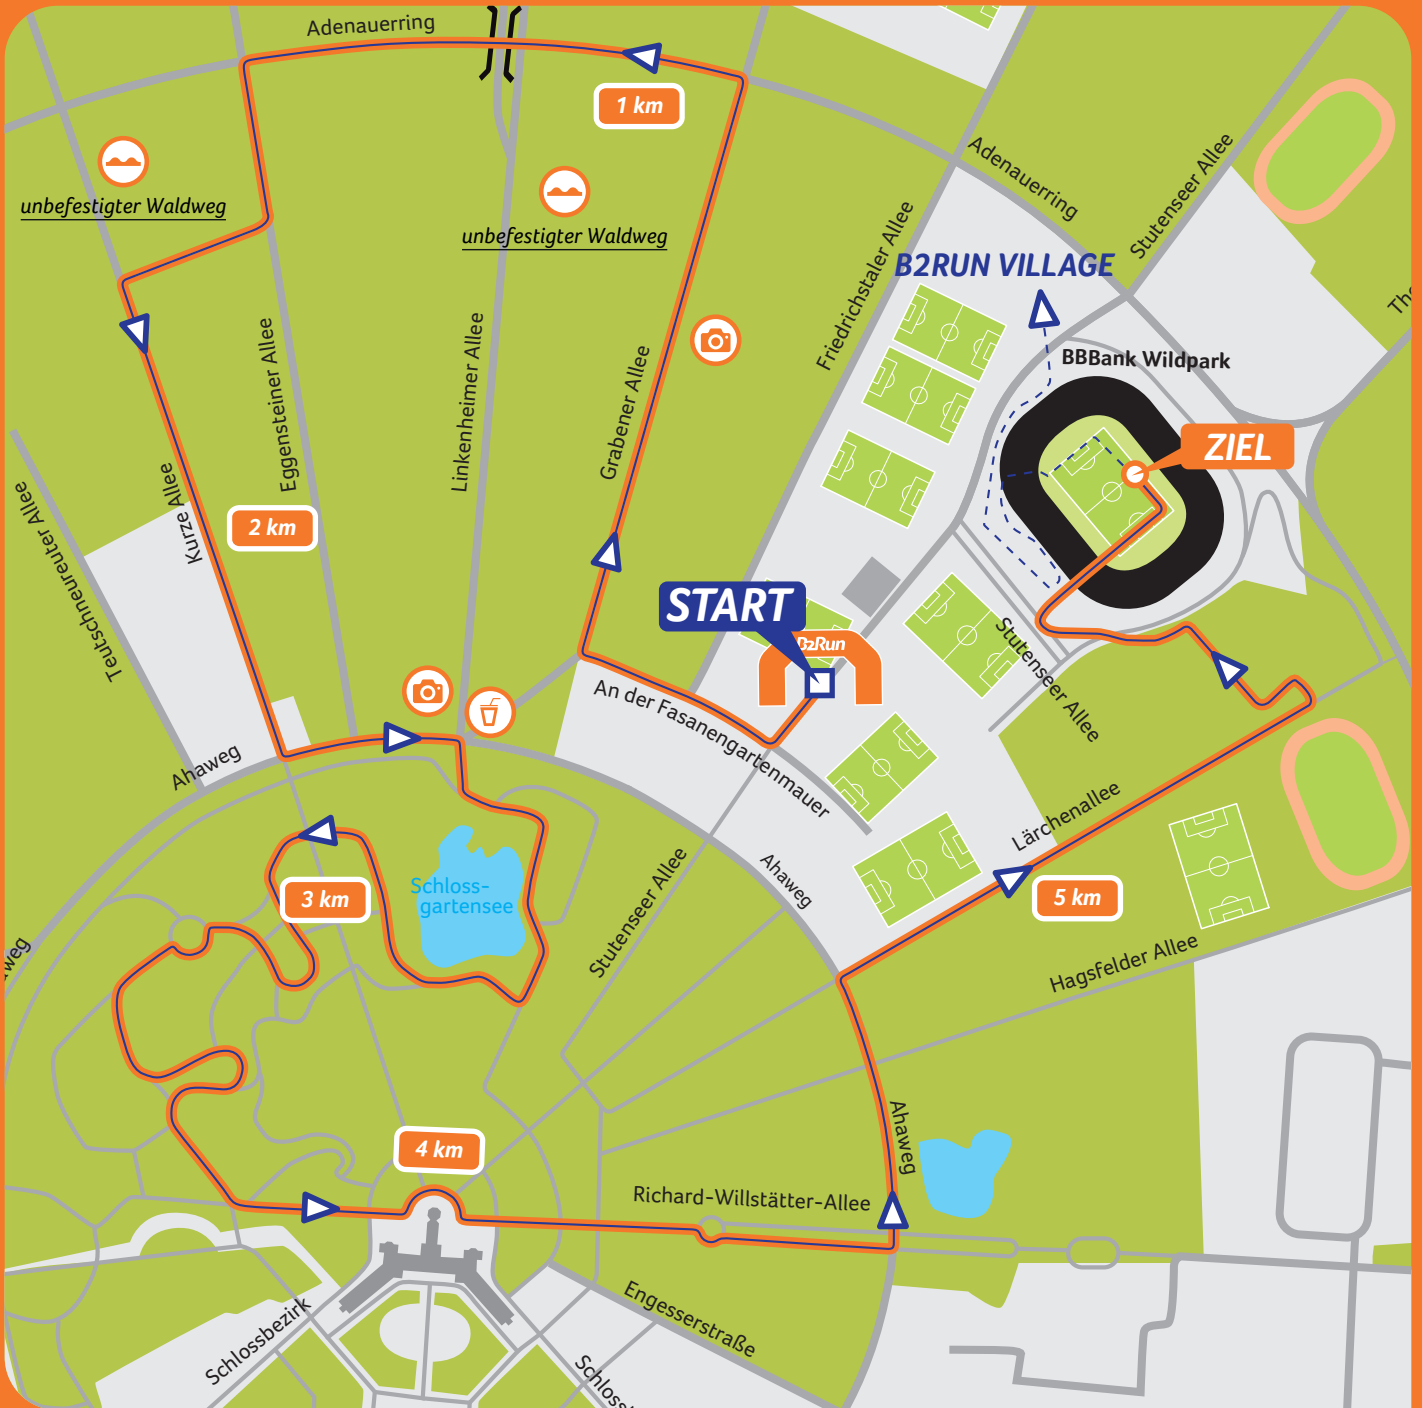 Adenauerring
1 km
unbefestigter Waldweg
unbefestigter Waldweg
Adenauerring
Stutenseer Allee
Friedrichstaler Allee
B2RUN VILLAGE
BBBank Wildpark
ZIEL
Eggensteiner Allee
Linkenheimer Allee
Grabener Allee
Kurze Allee
Teutschneureuter Allee
2 km
START
B2Run
An der Fasanengartenmauer
Stutenseer Allee
Ahaweg
Lärchenallee
5 km
Schloss-
gartensee
3 km
Stutenseer Allee
Ahaweg
Hagsfelder Allee
Ahaweg
4 km
Richard-Willstätter-Allee
Engesserstraße
Schlossbezirk